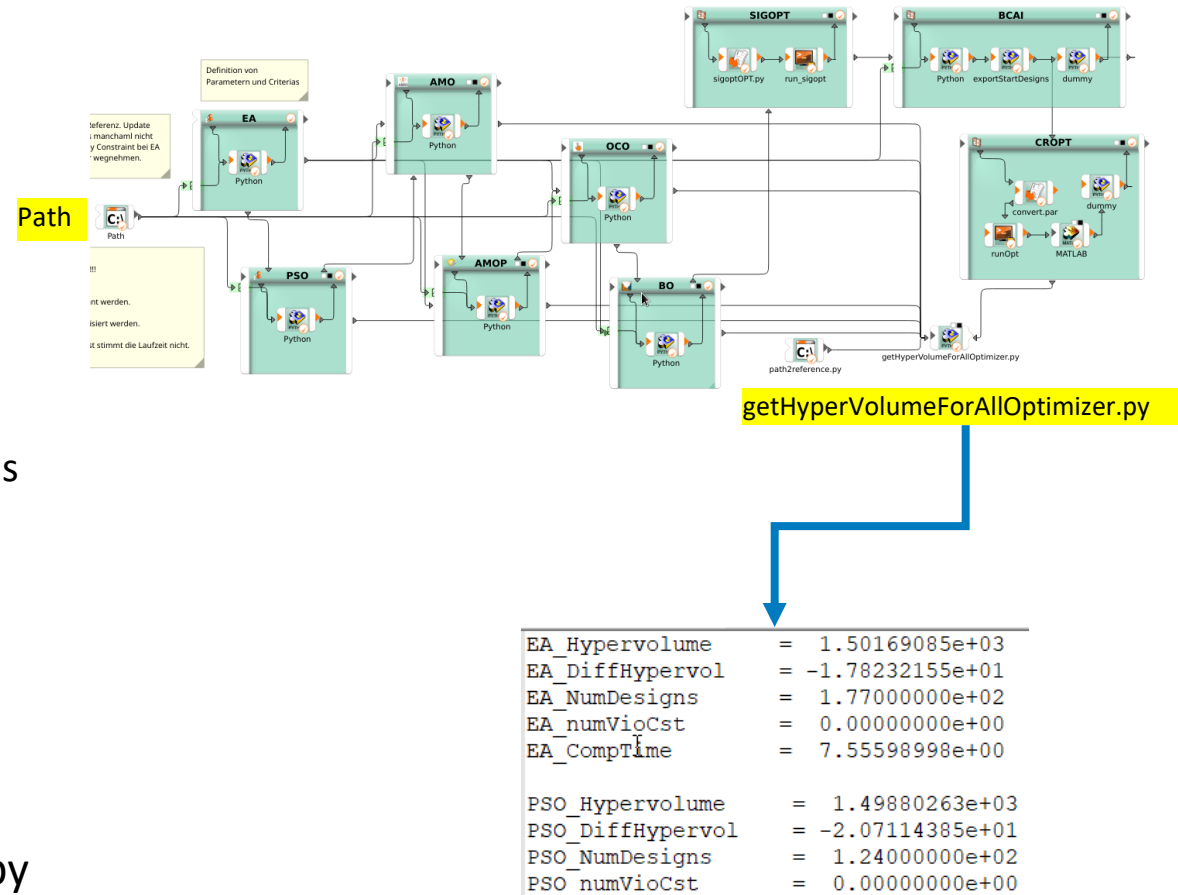 SIGOPT
sigoptOPT.py
run_sigopt
BCAI
Python
exportStartDesigns
dummy
Definition von
Parametern und Criterias
AMO
Python
EA
Python
Referenz. Update
manchaml nicht
y Constraint bei EA
wegnehmen.
OCO
Python
CROPT
convert.par
dummy
runOpt
MATLAB
Path
C:\
Path
!!!
nt werden.
isiert werden.
st stimmt die Laufzeit nicht.
PSO
Python
AMOP
Python
BO
Python
C:\
path2reference.py
getHyperVolumeForAllOptimizer.py
getHyperVolumeForAllOptimizer.py
s
EA_Hypervolume = 1.50169085e+03
EA_DiffHypervol = -1.78232155e+01
EA_NumDesigns = 1.77000000e+02
EA_numVioCst = 0.00000000e+00
EA_CompTime = 7.55598998e+00
PSO_Hypervolume = 1.49880263e+03
PSO_DiffHypervol = -2.07114385e+01
PSO_NumDesigns = 1.24000000e+02
PSO_numVioCst = 0.00000000e+00
py